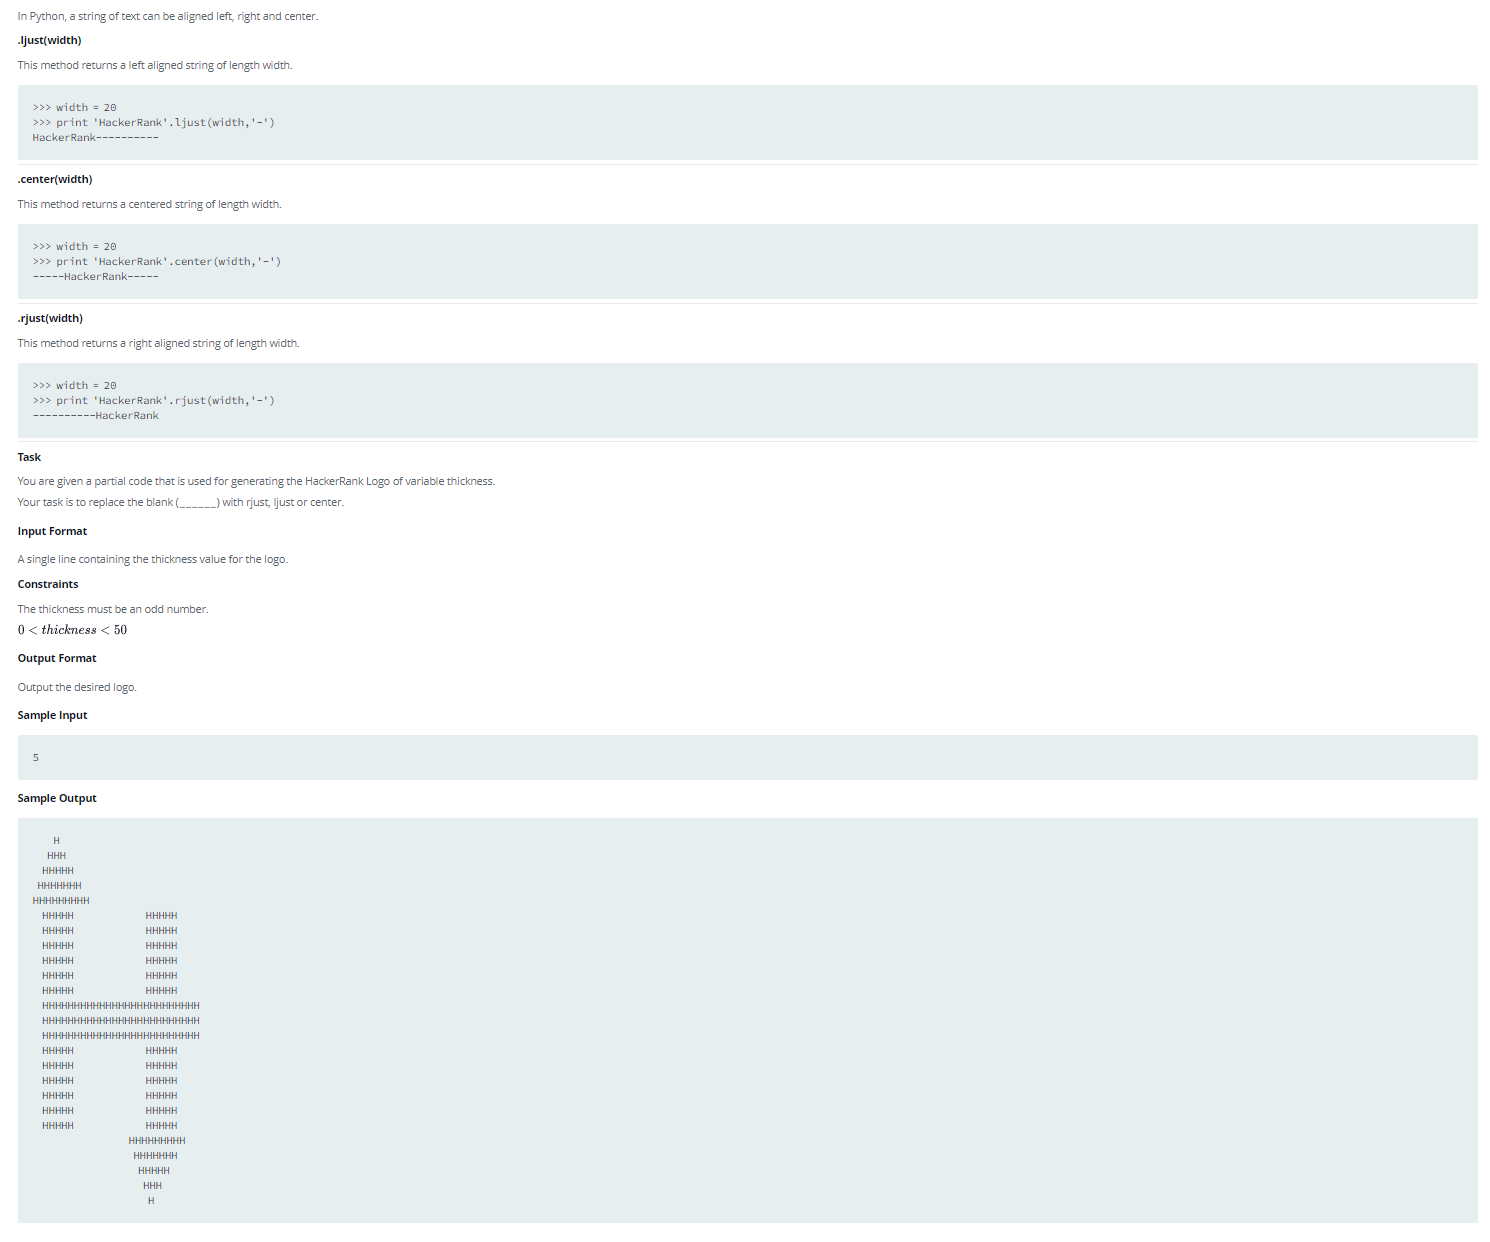 In Python, a string of text can be aligned left, right and center.
.ljust(width)
This method returns a left aligned string of length width.
>>> width = 20
>>> print 'HackerRank'.ljust(width,'-')
HackerRank----------
.center(width)
This method returns a centered string of length width.
>>> width = 20
>>> print 'HackerRank'.center(width,'-')
-----HackerRank-----
.rjust(width)
This method returns a right aligned string of length width.
>>> width = 20
>>> print 'HackerRank'.rjust(width,'-')
----------HackerRank
Task
You are given a partial code that is used for generating the HackerRank Logo of variable thickness.
Your task is to replace the blank (______) with rjust, ljust or center.
Input Format
A single line containing the thickness value for the logo.
Constraints
The thickness must be an odd number.
0 < thickness < 50
Output Format
Output the desired logo.
Sample Input
5
Sample Output
    H
   HHH
  HHHHH
 HHHHHHH
HHHHHHHHH
  HHHHH               HHHHH
  HHHHH               HHHHH
  HHHHH               HHHHH
  HHHHH               HHHHH
  HHHHH               HHHHH
  HHHHH               HHHHH
  HHHHHHHHHHHHHHHHHHHHHHHHH
  HHHHHHHHHHHHHHHHHHHHHHHHH
  HHHHHHHHHHHHHHHHHHHHHHHHH
  HHHHH               HHHHH
  HHHHH               HHHHH
  HHHHH               HHHHH
  HHHHH               HHHHH
  HHHHH               HHHHH
  HHHHH               HHHHH
                    HHHHHHHHH
                     HHHHHHH
                      HHHHH
                       HHH
                        H